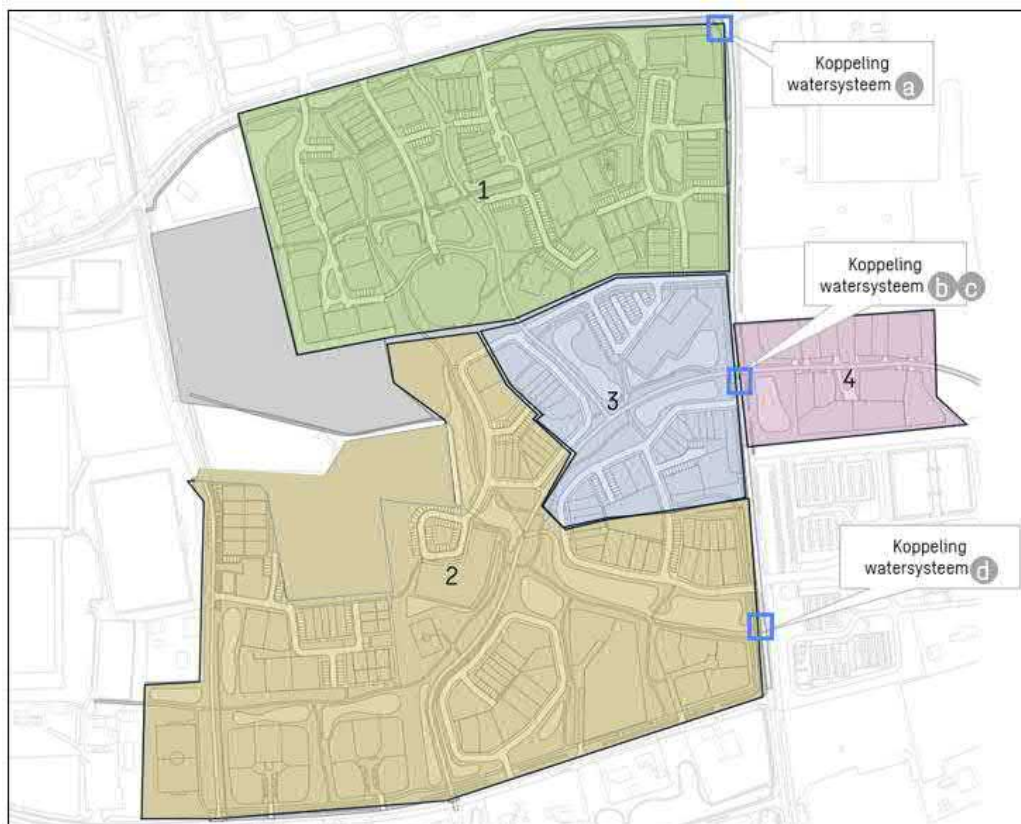 Koppeling
watersysteem a
1
Koppeling
watersysteem b c
4
3
Koppeling
watersysteem d
2